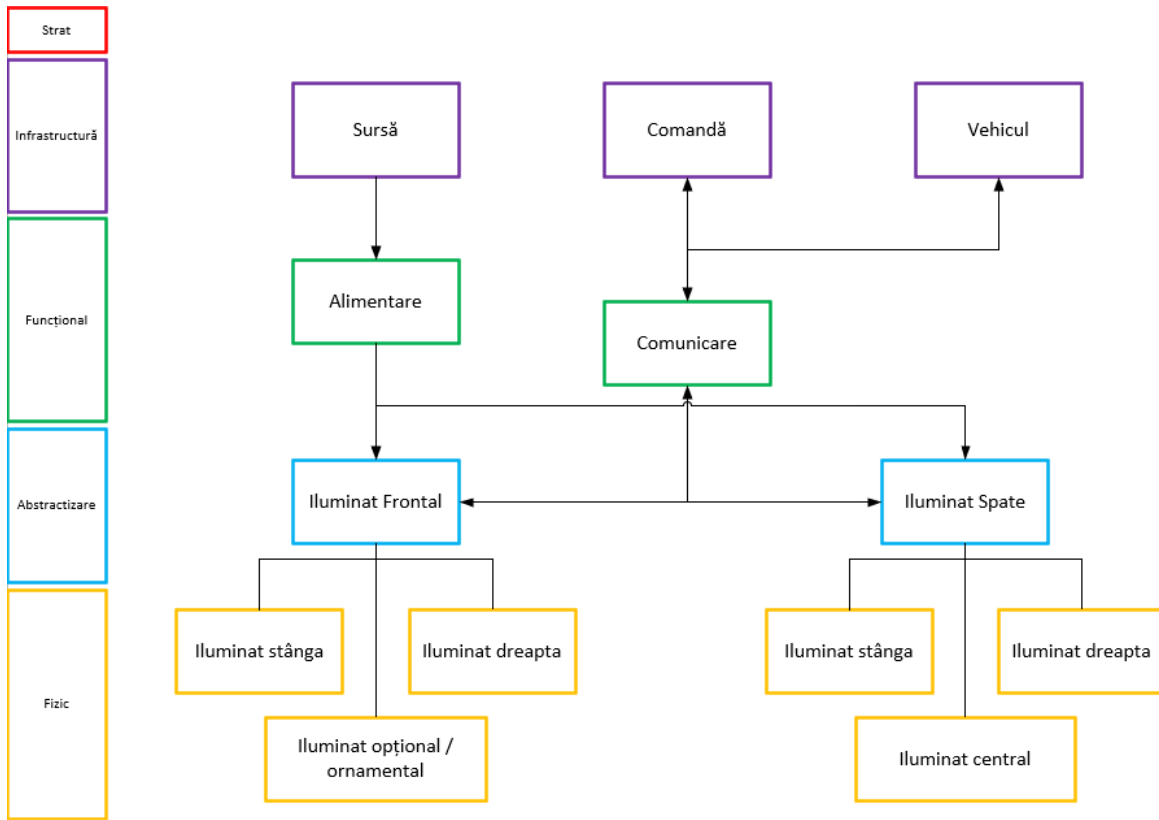 Strat
Infrastructură
Sursă
Comandă
Vehicul
Funcțional
Alimentare
Comunicare
Abstractizare
Iluminat Frontal
Iluminat Spate
Fizic
Iluminat stânga
Iluminat dreapta
Iluminat stânga
Iluminat dreapta
Iluminat opțional /
ornamental
Iluminat central